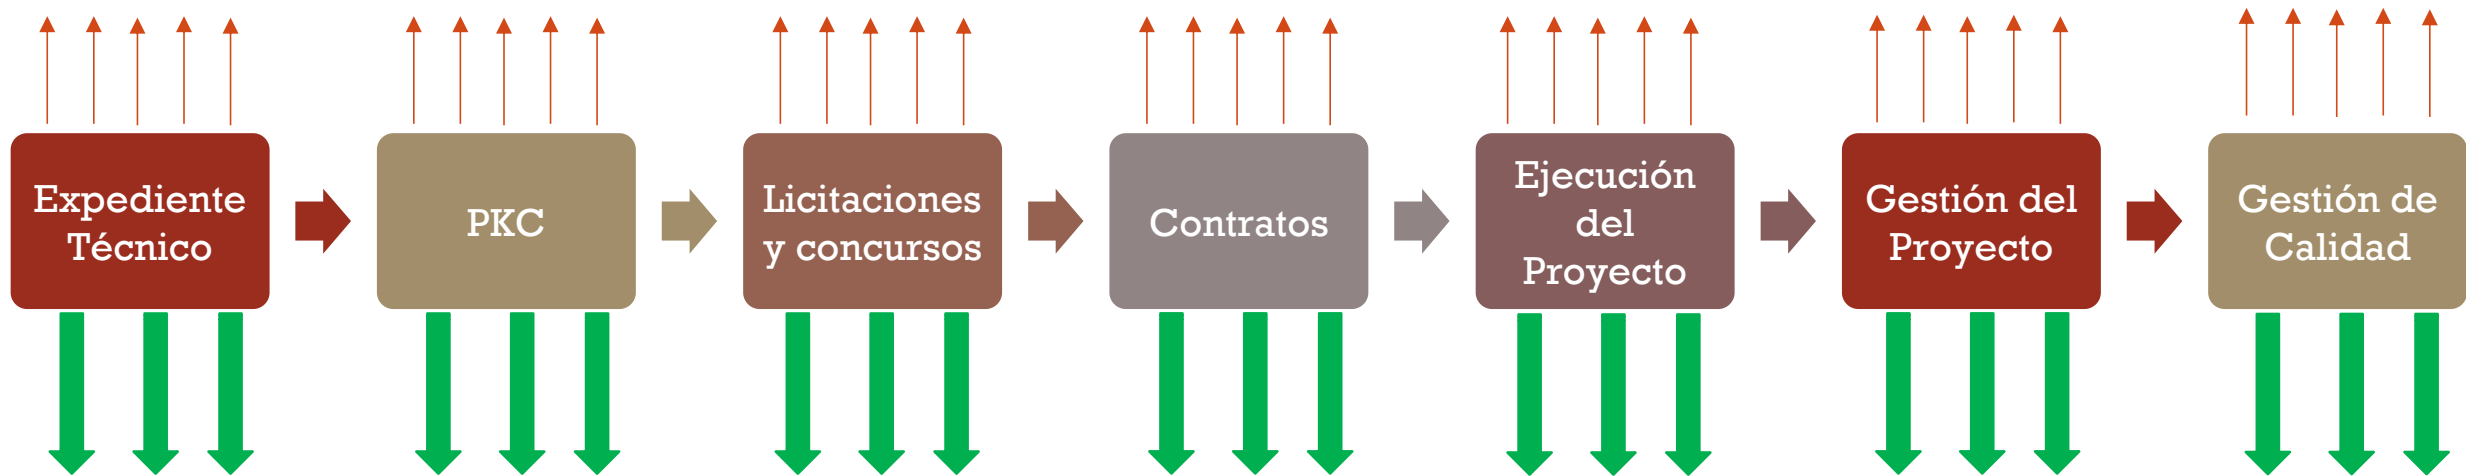 Expediente
Técnico
PKC
Licitaciones
y concursos
Contratos
Ejecución
del
Proyecto
Gestión del
Proyecto
Gestión de
Calidad